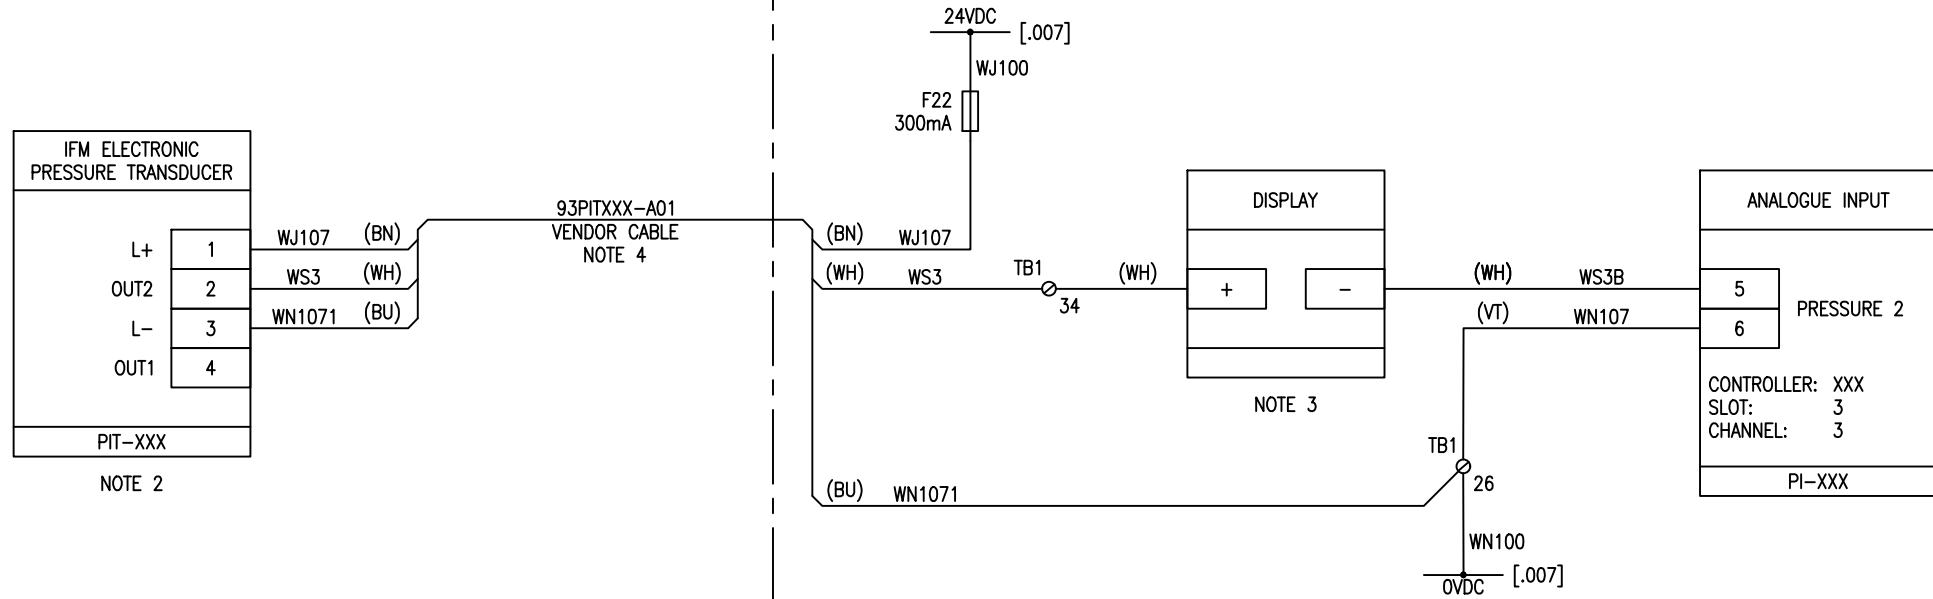 24VDC
[.007]
WJ100
F22
300mA
IFM ELECTRONIC
PRESSURE TRANSDUCER
L+ 1 WJ107 (BN)
OUT2 2 WS3 (WH)
L- 3 WN1071 (BU)
OUT1 4
PIT-XXX
NOTE 2
93PITXXX-A01
VENDOR CABLE
NOTE 4
(BN) WJ107
(WH) WS3
TB1
34
(WH)
DISPLAY
+ -
NOTE 3
(WH) WS3B
(VT) WN107
ANALOGUE INPUT
5
6
PRESSURE 2
CONTROLLER: XXX
SLOT: 3
CHANNEL: 3
PI-XXX
TB1
26
(BU) WN1071
WN100
0VDC
[.007]